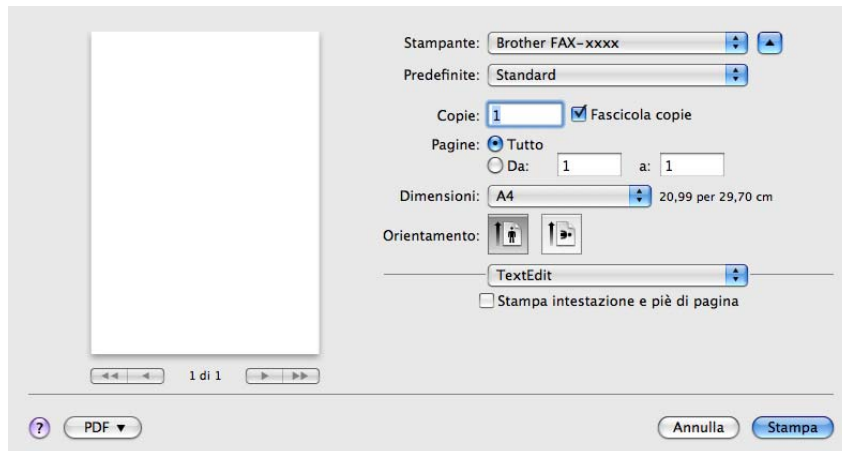 Stampante: Brother FAX-xxxx
Predefinite: Standard
Copie: 1 Fascicola copie
Pagine: Tutto
Da: 1 a: 1
Dimensioni: A4 20,99 per 29,70 cm
Orientamento:
TextEdit
Stampa intestazione e piè di pagina
1 di 1
? PDF Annulla Stampa